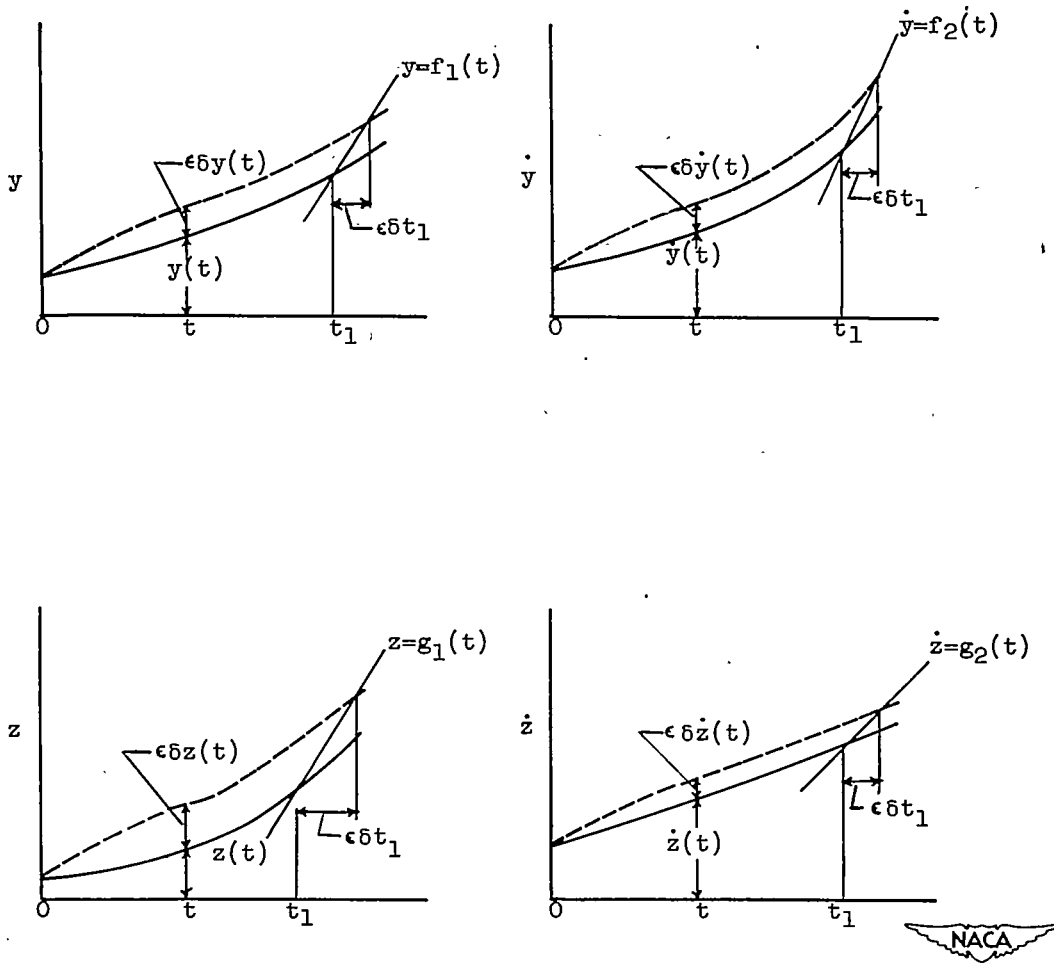 y
y=f₁(t)
εδy(t)
y(t)
εδt₁
0
t
t₁
ẏ
ẏ=f₂(t)
εδẏ(t)
ẏ(t)
εδt₁
0
t
t₁
z
z=g₁(t)
εδz(t)
z(t)
εδt₁
0
t
t₁
ż
ż=g₂(t)
εδż(t)
ż(t)
εδt₁
0
t
t₁
NACA